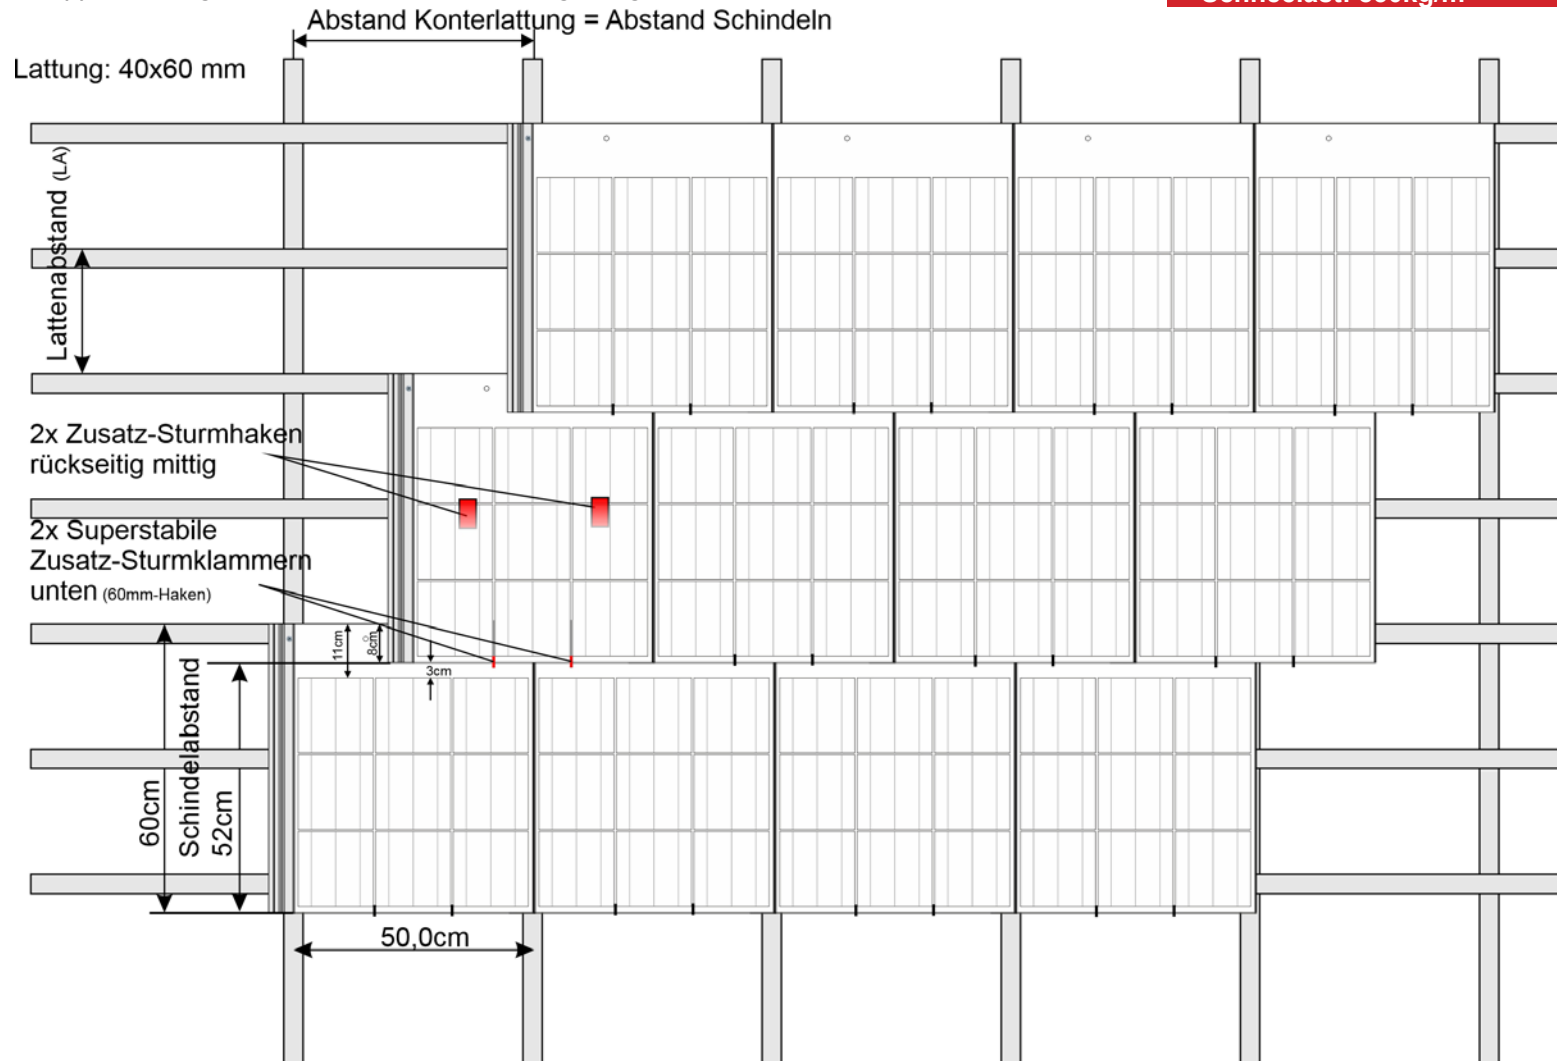 Abstand Konterlattung = Abstand Schindeln
Lattung: 40x60 mm
Lattenabstand (LA)
2x Zusatz-Sturmhaken
rückseitig mittig
2x Superstabile
Zusatz-Sturmklammern
unten (60mm-Haken)
11cm
8cm
3cm
60cm
Schindelabstand
52cm
50,0cm